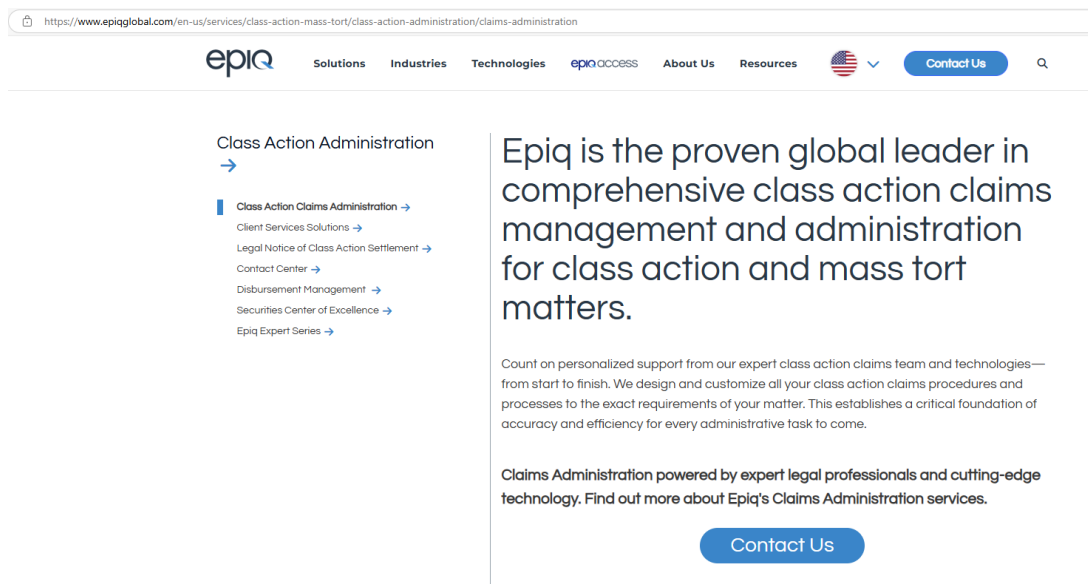 https://www.epiqglobal.com/en-us/services/class-action-mass-tort/class-action-administration/claims-administration
epiq
Solutions
Industries
Technologies
epiq access
About Us
Resources
Contact Us
Class Action Administration
Class Action Claims Administration
Client Services Solutions
Legal Notice of Class Action Settlement
Contact Center
Disbursement Management
Securities Center of Excellence
Epiq Expert Series
Epiq is the proven global leader in
comprehensive class action claims
management and administration
for class action and mass tort
matters.
Count on personalized support from our expert class action claims team and technologies—
from start to finish. We design and customize all your class action claims procedures and
processes to the exact requirements of your matter. This establishes a critical foundation of
accuracy and efficiency for every administrative task to come.
Claims Administration powered by expert legal professionals and cutting-edge
technology. Find out more about Epiq's Claims Administration services.
Contact Us